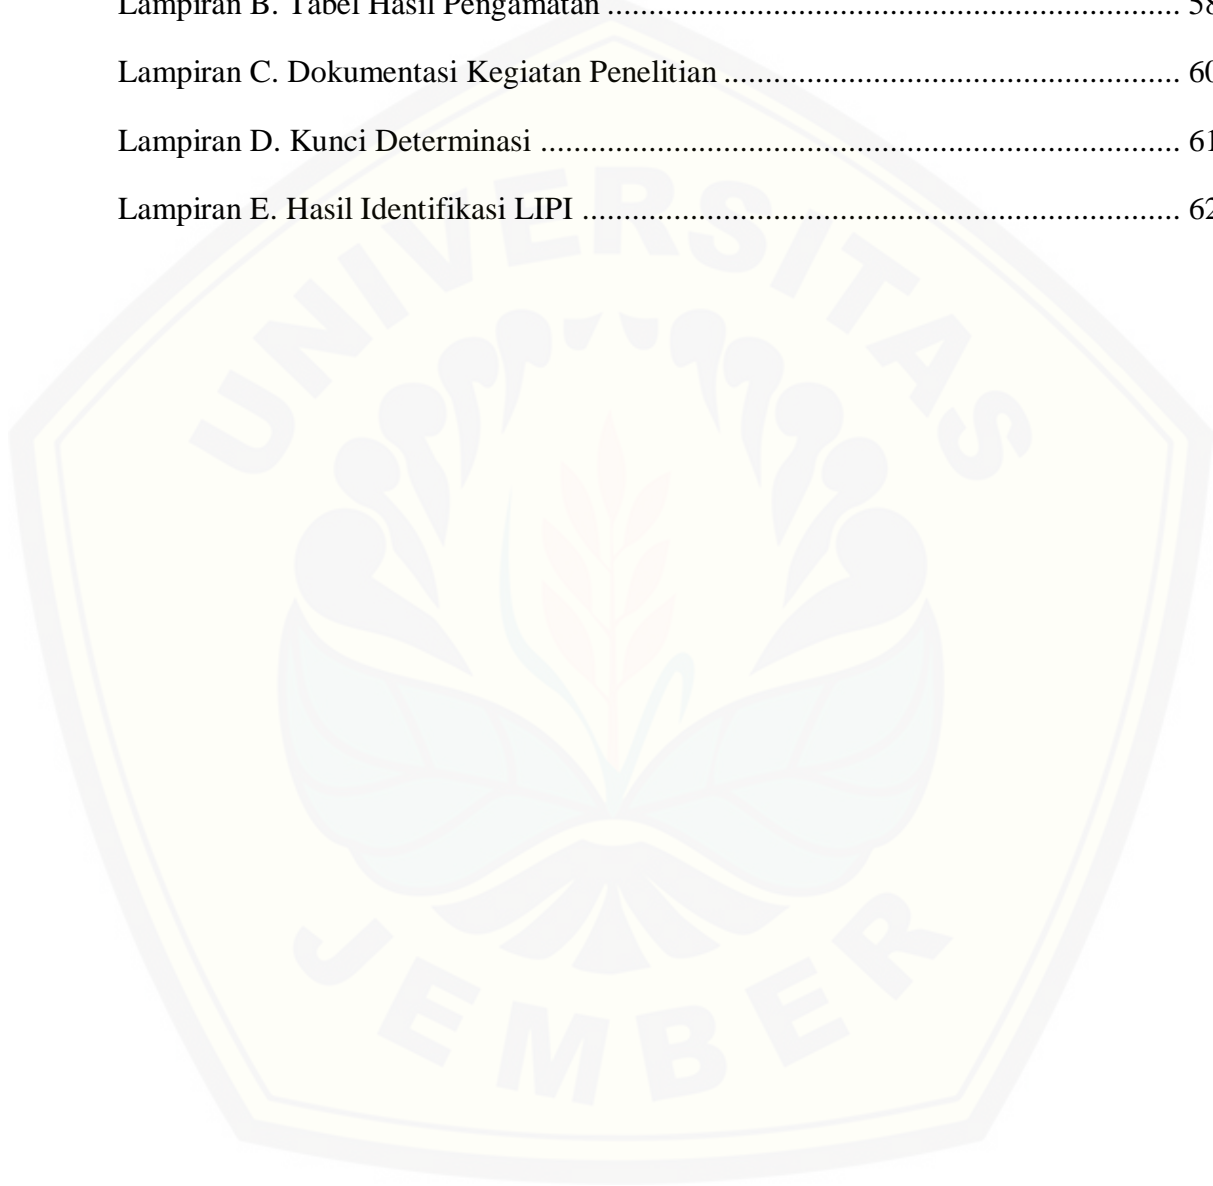 Lampiran B. Tabel Hasil Pengamatan .......................................................................... 58
Lampiran C. Dokumentasi Kegiatan Penelitian ........................................................... 60
Lampiran D. Kunci Determinasi .................................................................................. 61
Lampiran E. Hasil Identifikasi LIPI ............................................................................. 62
UNIVERSITAS
JEMBER